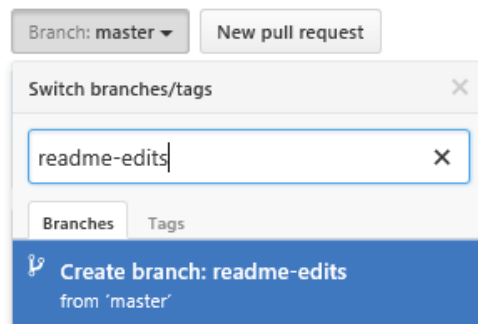 Branch: master New pull request
Switch branches/tags
readme-edits
Branches Tags
Create branch: readme-edits
from ‘master’